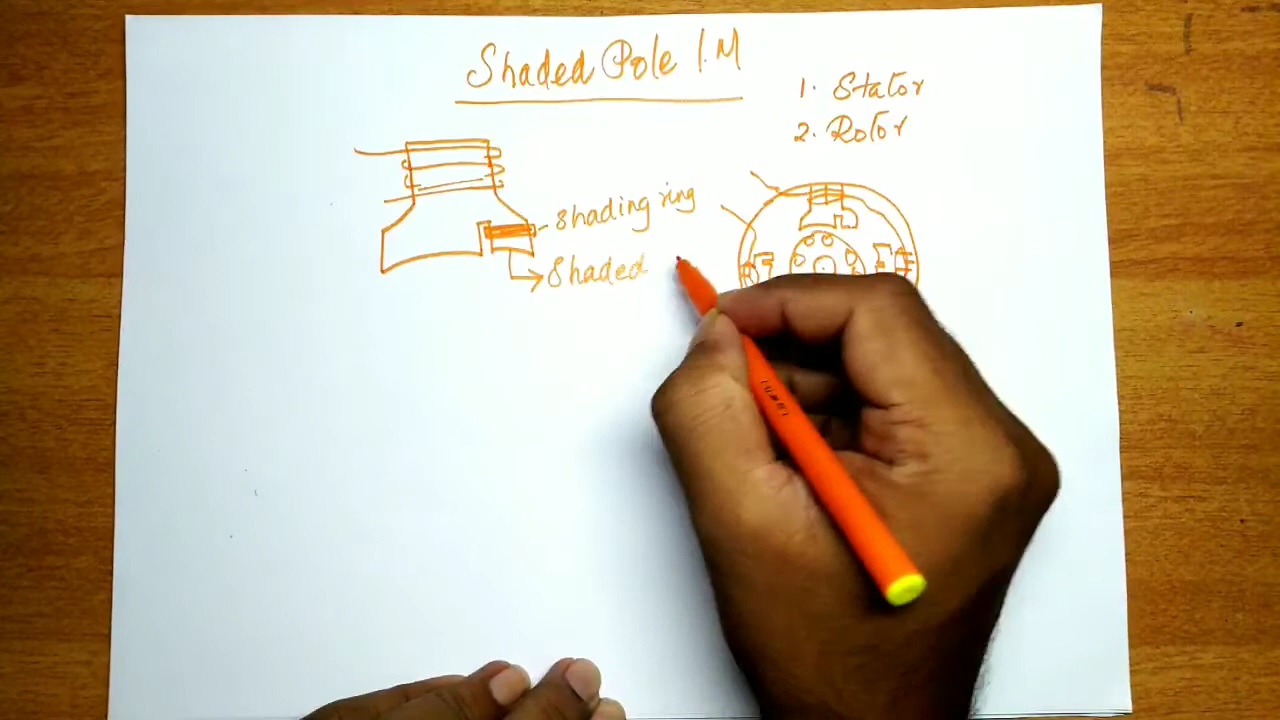 Shaded Pole I.M
1. Stator
2. Rotor
shading ring
Shaded